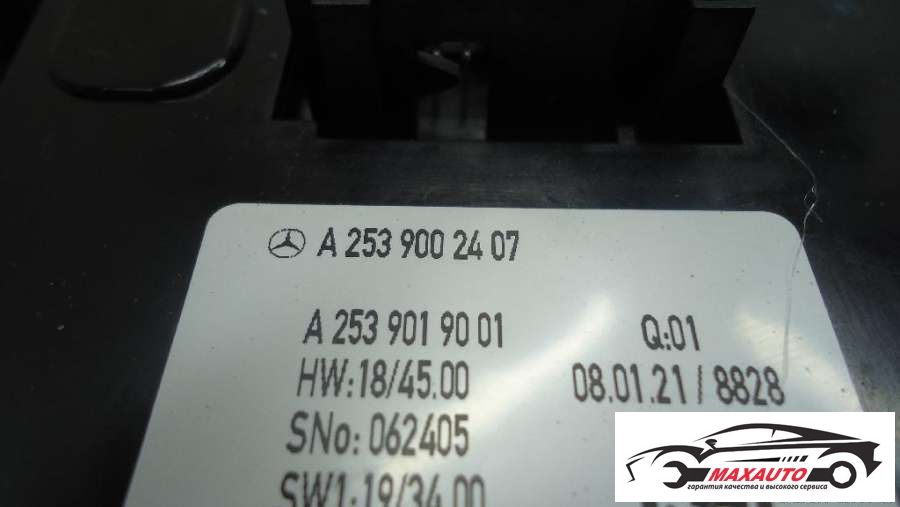 A 253 900 24 07
A 253 901 90 01 Q:01
HW:18/45.00 08.01.21 / 8828
SNo: 062405
SW1:19/34.00
MAXAUTO
гарантия качества и высокого сервиса